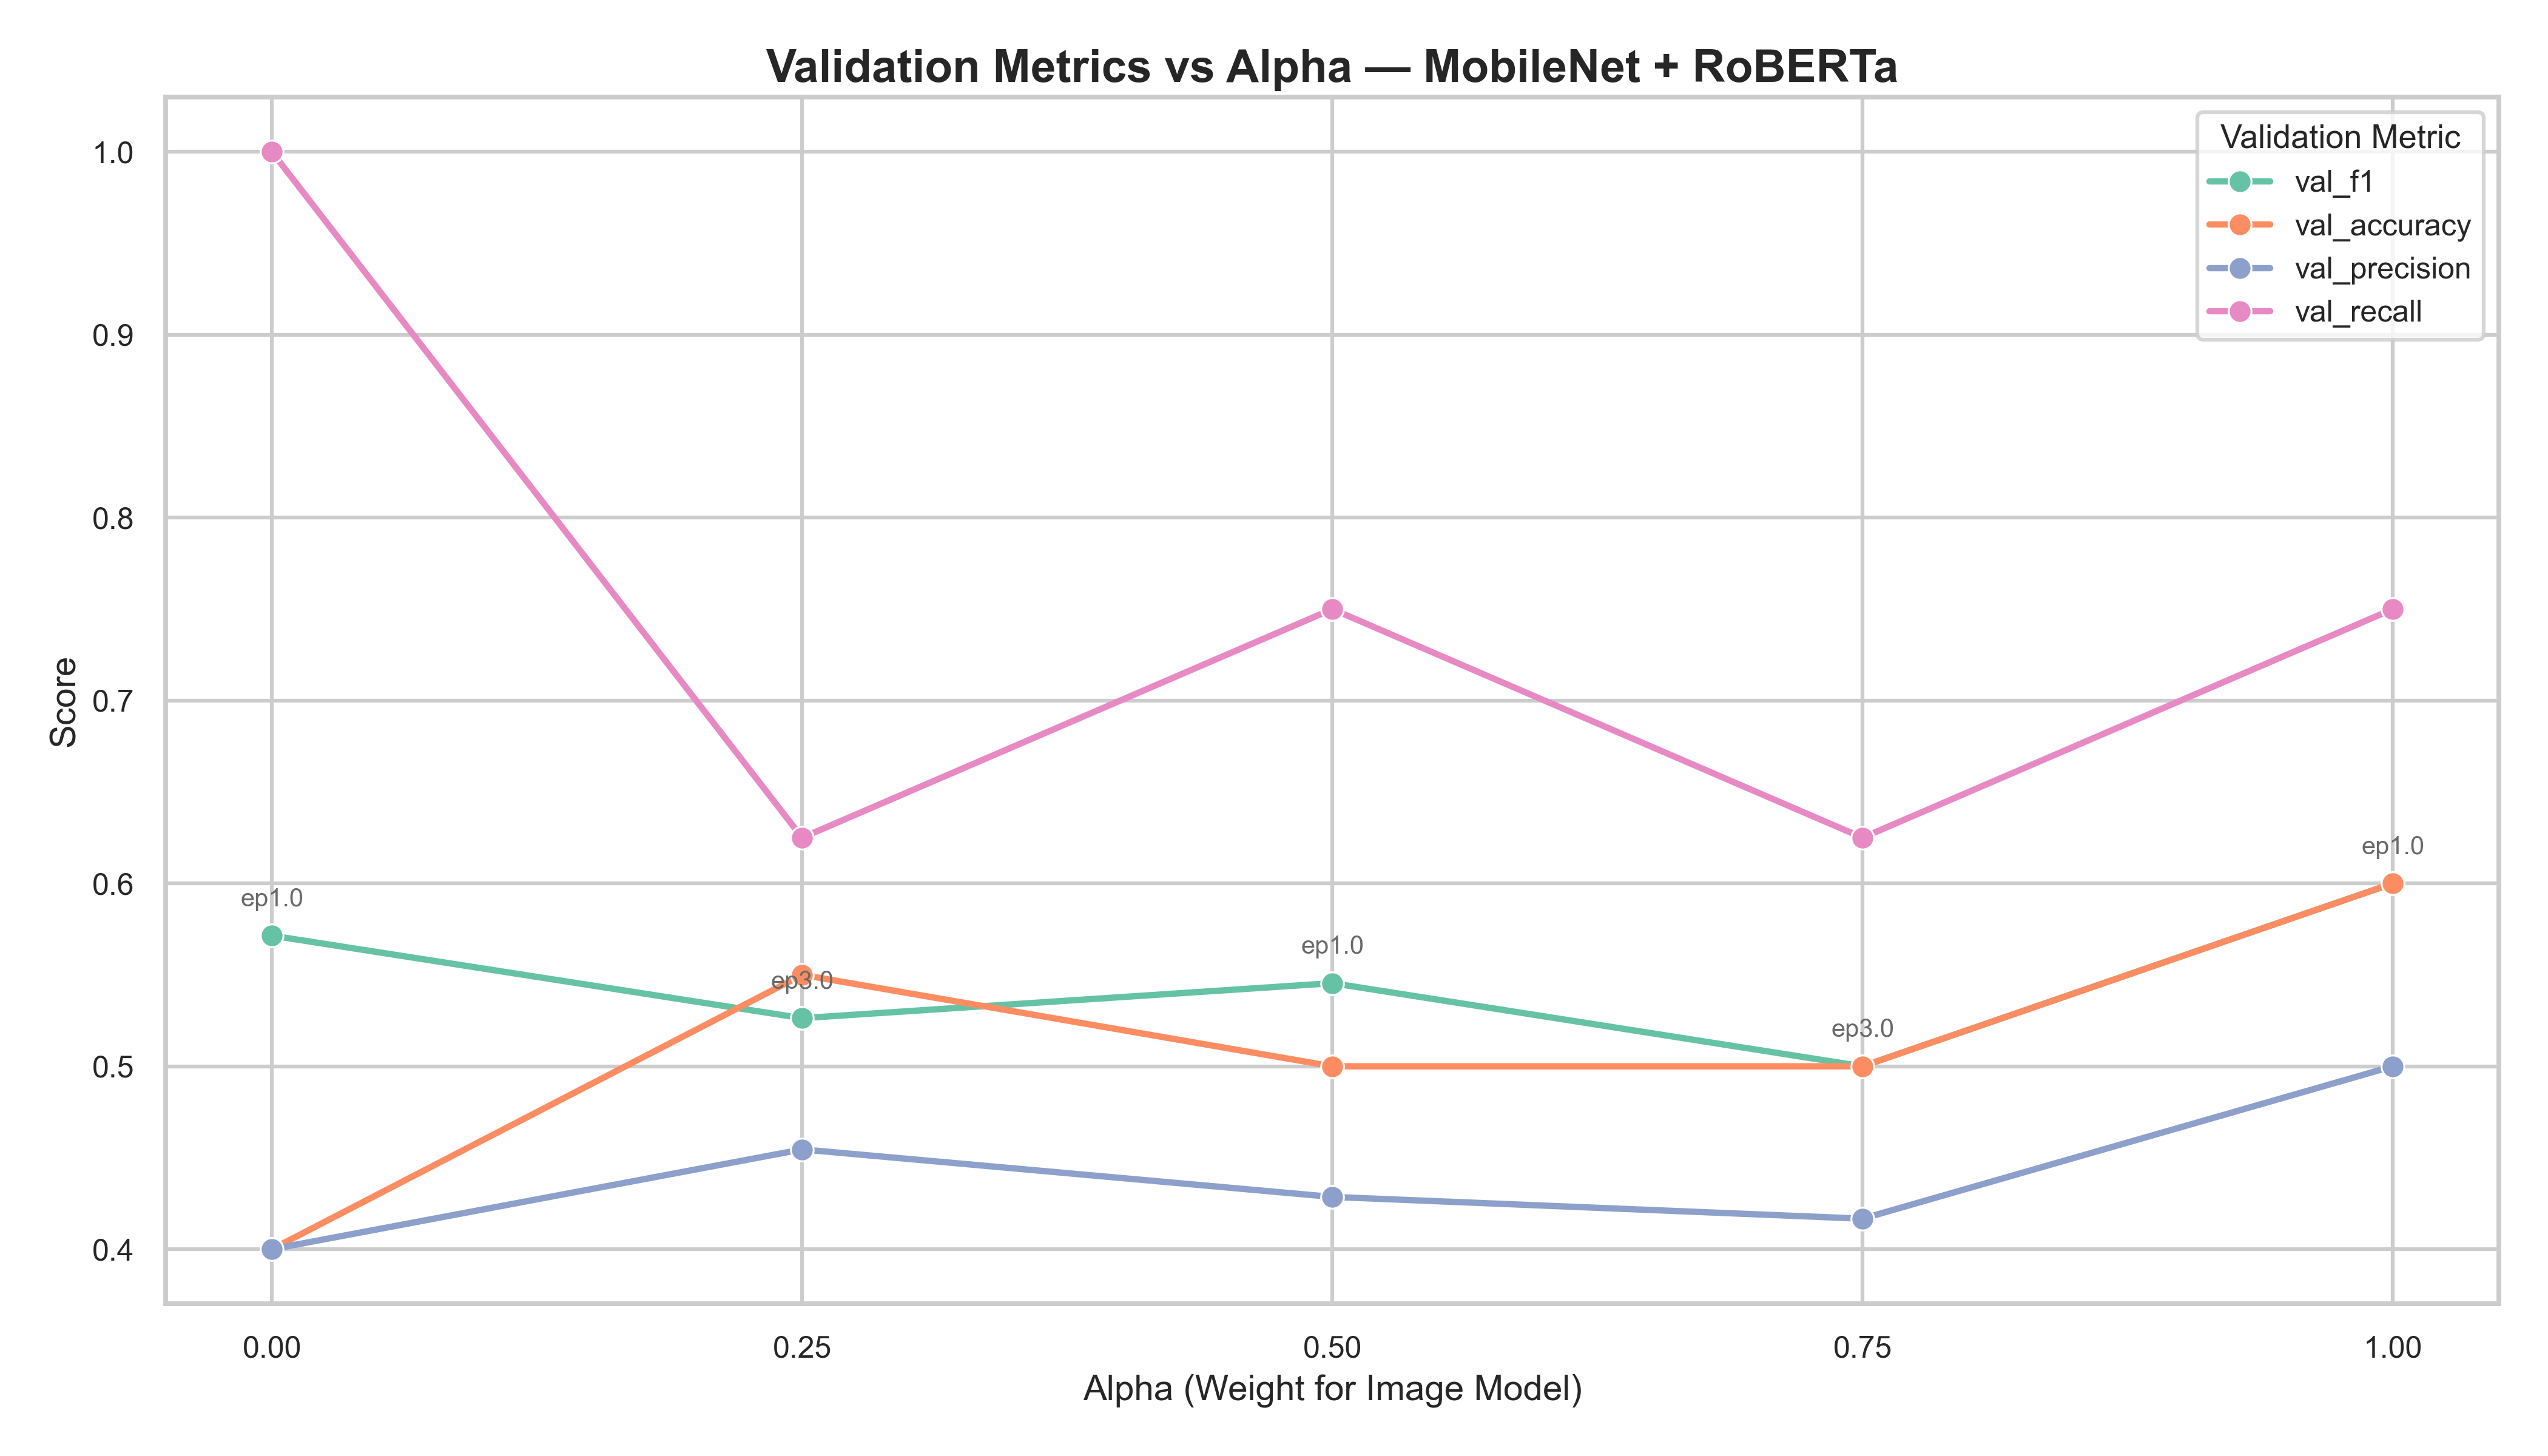 Validation Metrics vs Alpha — MobileNet + RoBERTa
Validation Metric
val_f1
val_accuracy
val_precision
val_recall
1.0
0.9
0.8
0.7
0.6
0.5
0.4
Score
ep1.0
ep3.0
ep1.0
ep3.0
ep1.0
0.00
0.25
0.50
0.75
1.00
Alpha (Weight for Image Model)